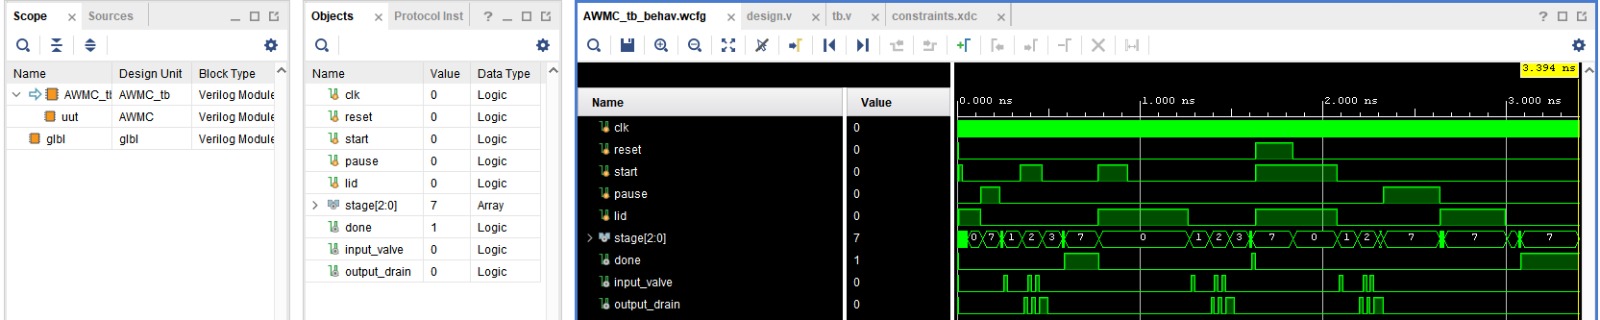 Scope × Sources
Name Design Unit Block Type
AWMC_tb AWMC_tb Verilog Module
uut AWMC Verilog Module
glbl glbl Verilog Module
Objects × Protocol Inst ?
Name Value Data Type
clk 0 Logic
reset 0 Logic
start 0 Logic
pause 0 Logic
lid 0 Logic
stage[2:0] 7 Array
done 1 Logic
input_valve 0 Logic
output_drain 0 Logic
AWMC_tb_behav.wcfg × design.v × tb.v × constraints.xdc × ?
3.394 ns
Name Value
0.000 ns 1.000 ns 2.000 ns 3.000 ns
clk 0
reset 0
start 0
pause 0
lid 0
stage[2:0] 7 0 7 1 2 3 7 0 1 2 3 7 0 1 2 7 7 7
done 1
input_valve 0
output_drain 0